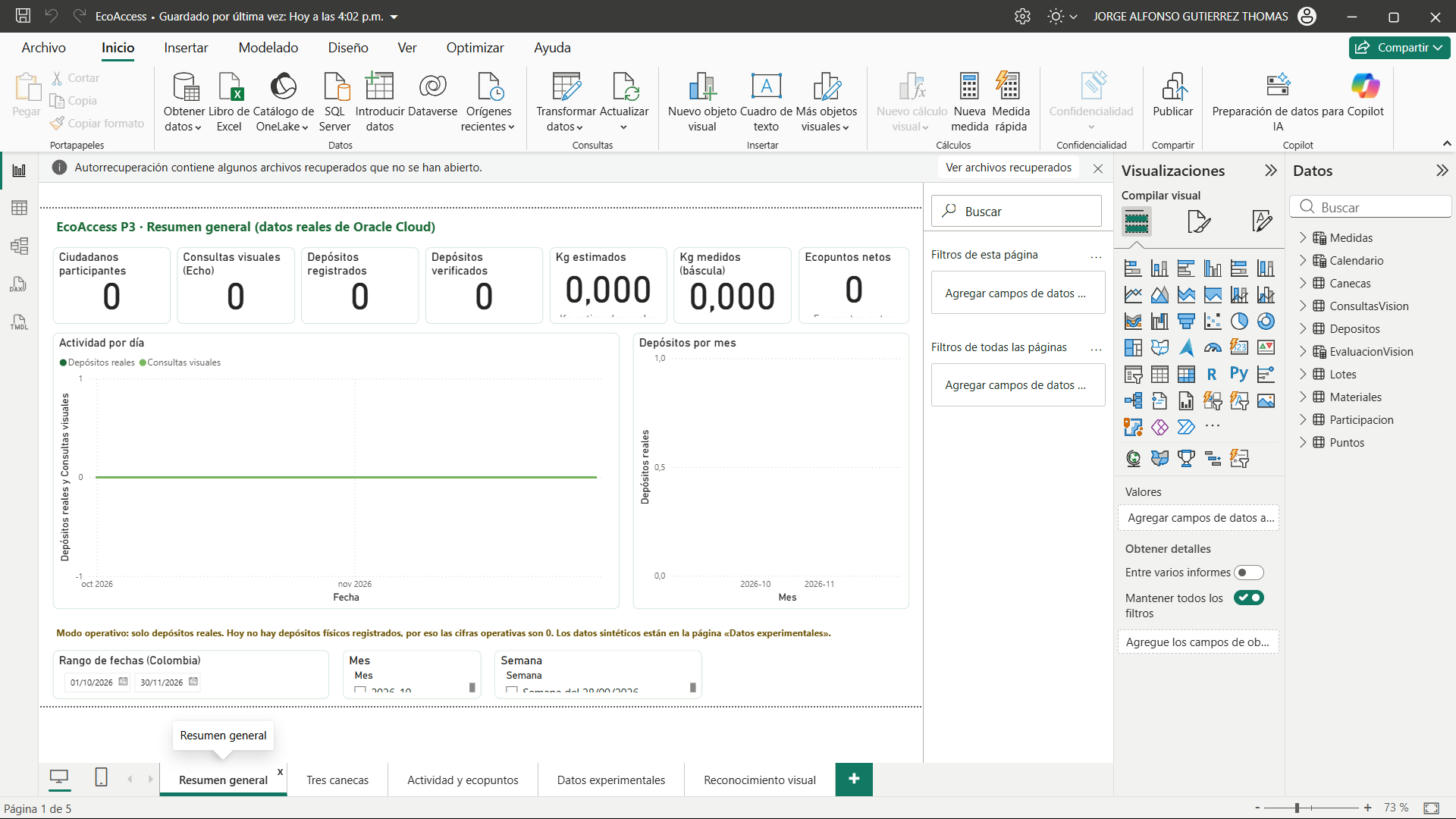 EcoAccess • Guardado por última vez: Hoy a las 4:02 p.m.
JORGE ALFONSO GUTIERREZ THOMAS
Archivo
Inicio
Insertar
Modelado
Diseño
Ver
Optimizar
Ayuda
Compartir
Pegar
Cortar
Copia
Copiar formato
Portapapeles
Obtener datos
Libro de Excel
Catálogo de OneLake
SQL Server
Introducir datos
Dataverse
Orígenes recientes
Datos
Transformar datos
Actualizar
Consultas
Nuevo objeto visual
Cuadro de texto
Más objetos visuales
Insertar
Nuevo cálculo visual
Nueva medida
Medida rápida
Cálculos
Confidencialidad
Confidencialidad
Publicar
Compartir
Preparación de datos para IA
Copilot
Copilot
Autorrecuperación contiene algunos archivos recuperados que no se han abierto.
Ver archivos recuperados
DAX
TMDL
EcoAccess P3 · Resumen general (datos reales de Oracle Cloud)
Ciudadanos participantes
0
Consultas visuales (Echo)
0
Depósitos registrados
0
Depósitos verificados
0
Kg estimados
0,000
Kg medidos (báscula)
0,000
Ecopuntos netos
0
Actividad por día
Depósitos reales
Consultas visuales
Depósitos reales y Consultas visuales
1
0
-1
oct 2026
nov 2026
Fecha
Depósitos por mes
Depósitos reales
1,0
0,5
0,0
2026-10
2026-11
Mes
Modo operativo: solo depósitos reales. Hoy no hay depósitos físicos registrados, por eso las cifras operativas son 0. Los datos sintéticos están en la página «Datos experimentales».
Rango de fechas (Colombia)
01/10/2026
30/11/2026
Mes
Mes
2026-10
Semana
Semana
Semana del 28/09/2026
Buscar
Filtros de esta página
...
Agregar campos de datos ...
Filtros de todas las páginas
...
Agregar campos de datos ...
Visualizaciones
Compilar visual
R
Py
123
...
Valores
Agregar campos de datos a...
Obtener detalles
Entre varios informes
Mantener todos los filtros
Agregue los campos de ob...
Datos
Buscar
Medidas
Calendario
Canecas
ConsultasVision
Depositos
EvaluacionVision
Lotes
Materiales
Participacion
Puntos
Resumen general
Resumen general
x
Tres canecas
Actividad y ecopuntos
Datos experimentales
Reconocimiento visual
+
Página 1 de 5
-
+
73 %